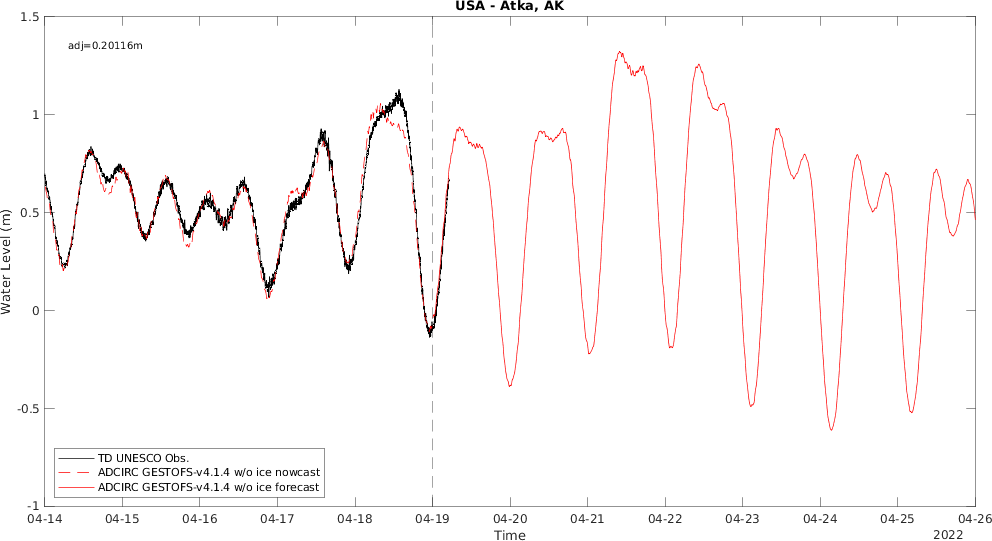 USA - Atka, AK
adj=0.20116m
1.5
1
0.5
0
-0.5
-1
Water Level (m)
TD UNESCO Obs.
ADCIRC GESTOFS-v4.1.4 w/o ice nowcast
ADCIRC GESTOFS-v4.1.4 w/o ice forecast
04-14 04-15 04-16 04-17 04-18 04-19 04-20 04-21 04-22 04-23 04-24 04-25 04-26
Time
2022